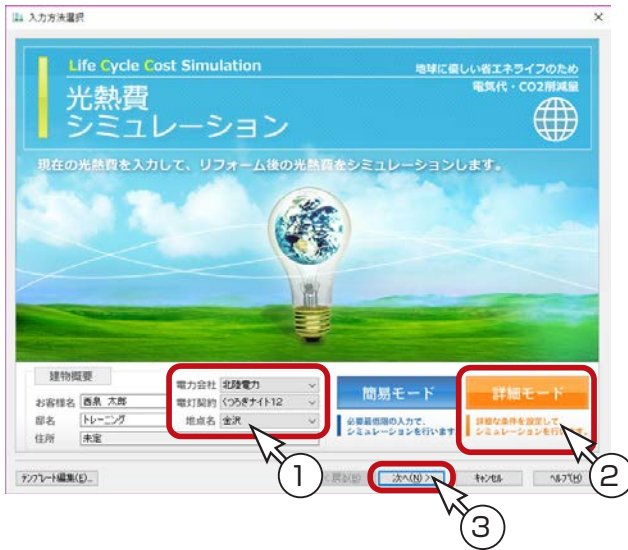 入力方法選択
Life Cycle Cost Simulation
光熱費
シミュレーション
地球に優しい省エネライフのため
電気代・CO2削減量
現在の光熱費を入力して、リフォーム後の光熱費をシミュレーションします。
建物概要
お客様名 西泉 太郎
邸名 トレーニング
住所 未定
電力会社 北陸電力
電灯契約 くつろぎナイト12
地点名 金沢
簡易モード
必要最低限の入力で、
シミュレーションを行います
詳細モード
詳細な条件を設定して、
シミュレーションを行
す。
①
②
テンプレート編集(E)...
< 戻る(B)
次へ(N) >
キャンセル
ヘルプ(H)
③